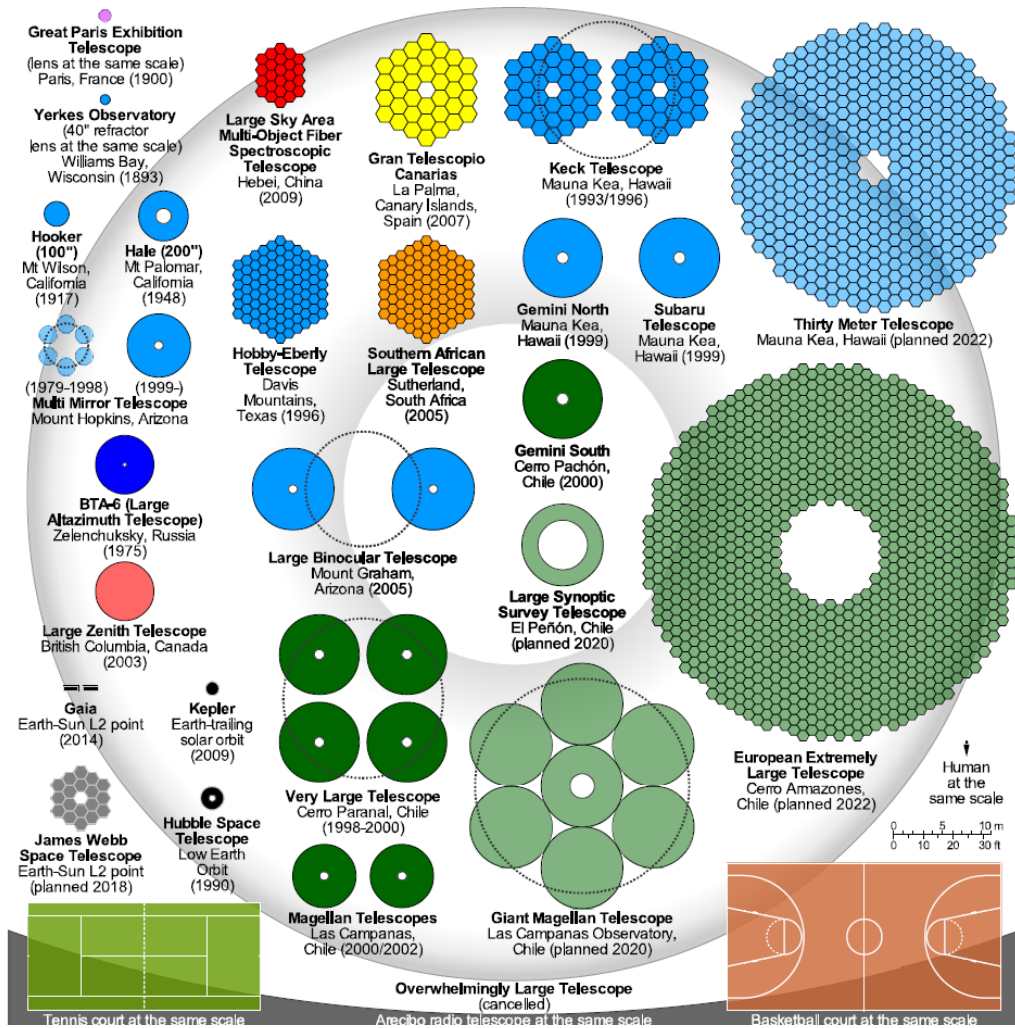 Great Paris Exhibition
Telescope
(lens at the same scale)
Paris, France (1900)
Yerkes Observatory
(40" refractor
lens at the same scale)
Williams Bay,
Wisconsin (1893)
Hooker
(100")
Mt Wilson,
California
(1917)
Hale (200")
Mt Palomar,
California
(1948)
(1979-1998)
(1999-)
Multi Mirror Telescope
Mount Hopkins, Arizona
BTA-6 (Large
Altazimuth Telescope)
Zelenchuksky, Russia
(1975)
Large Zenith Telescope
British Columbia, Canada
(2003)
Gaia
Earth-Sun L2 point
(2014)
Kepler
Earth-trailing
solar orbit
(2009)
James Webb
Space Telescope
Earth-Sun L2 point
(planned 2018)
Hubble Space
Telescope
Low Earth
Orbit
(1990)
Large Sky Area
Multi-Object Fiber
Spectroscopic
Telescope
Hebei, China
(2009)
Gran Telescopio
Canarias
La Palma,
Canary Islands,
Spain (2007)
Keck Telescope
Mauna Kea, Hawaii
(1993/1996)
Hobby-Eberly
Telescope
Davis
Mountains,
Texas (1996)
Southern African
Large Telescope
Sutherland,
South Africa
(2005)
Gemini North
Mauna Kea,
Hawaii (1999)
Subaru
Telescope
Mauna Kea,
Hawaii (1999)
Thirty Meter Telescope
Mauna Kea, Hawaii (planned 2022)
Gemini South
Cerro Pachón,
Chile (2000)
Large Binocular Telescope
Mount Graham,
Arizona (2005)
Large Synoptic
Survey Telescope
El Peñón, Chile
(planned 2020)
Very Large Telescope
Cerro Paranal, Chile
(1998-2000)
Magellan Telescopes
Las Campanas,
Chile (2000/2002)
Giant Magellan Telescope
Las Campanas Observatory,
Chile (planned 2020)
European Extremely
Large Telescope
Cerro Armazones,
Chile (planned 2022)
Human
at the
same scale
0 5 10 m
0 10 20 30 ft
Overwhelmingly Large Telescope
(cancelled)
Tennis court at the same scale
Arecibo radio telescope at the same scale
Basketball court at the same scale